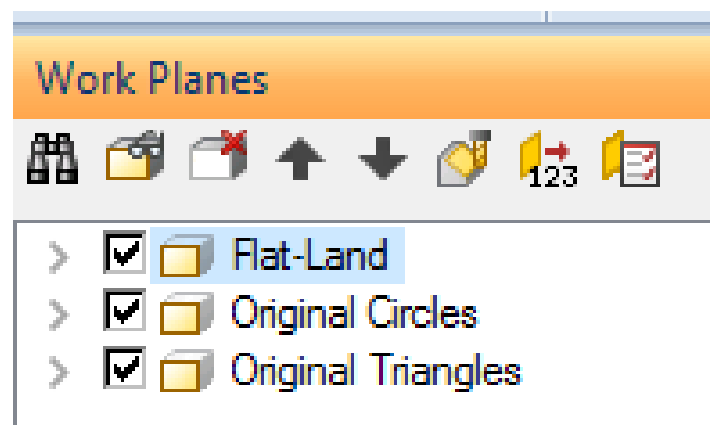 Work Planes
123
Flat-Land
Original Circles
Original Triangles